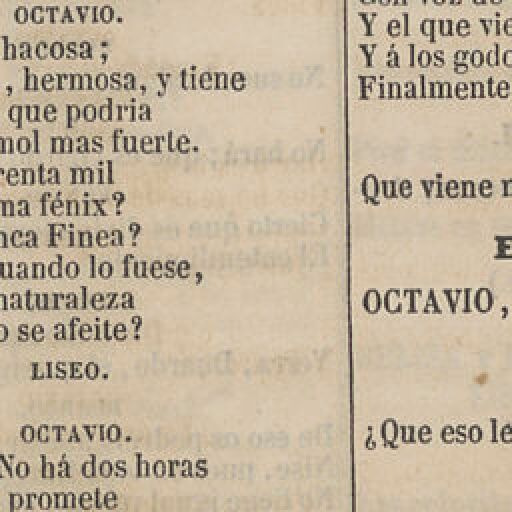 OCTAVIO.
hacosa;
, hermosa, y tiene
que podria
mol mas fuerte.
renta mil
ma fénix?
nca Finea?
uando lo fuese,
naturaleza
o se afeite?
LISEO.
OCTAVIO.
No há dos horas
promete
Y el que vie
Y á los godo
Finalmente
Que viene
OCTAVIO,
¿Que eso le